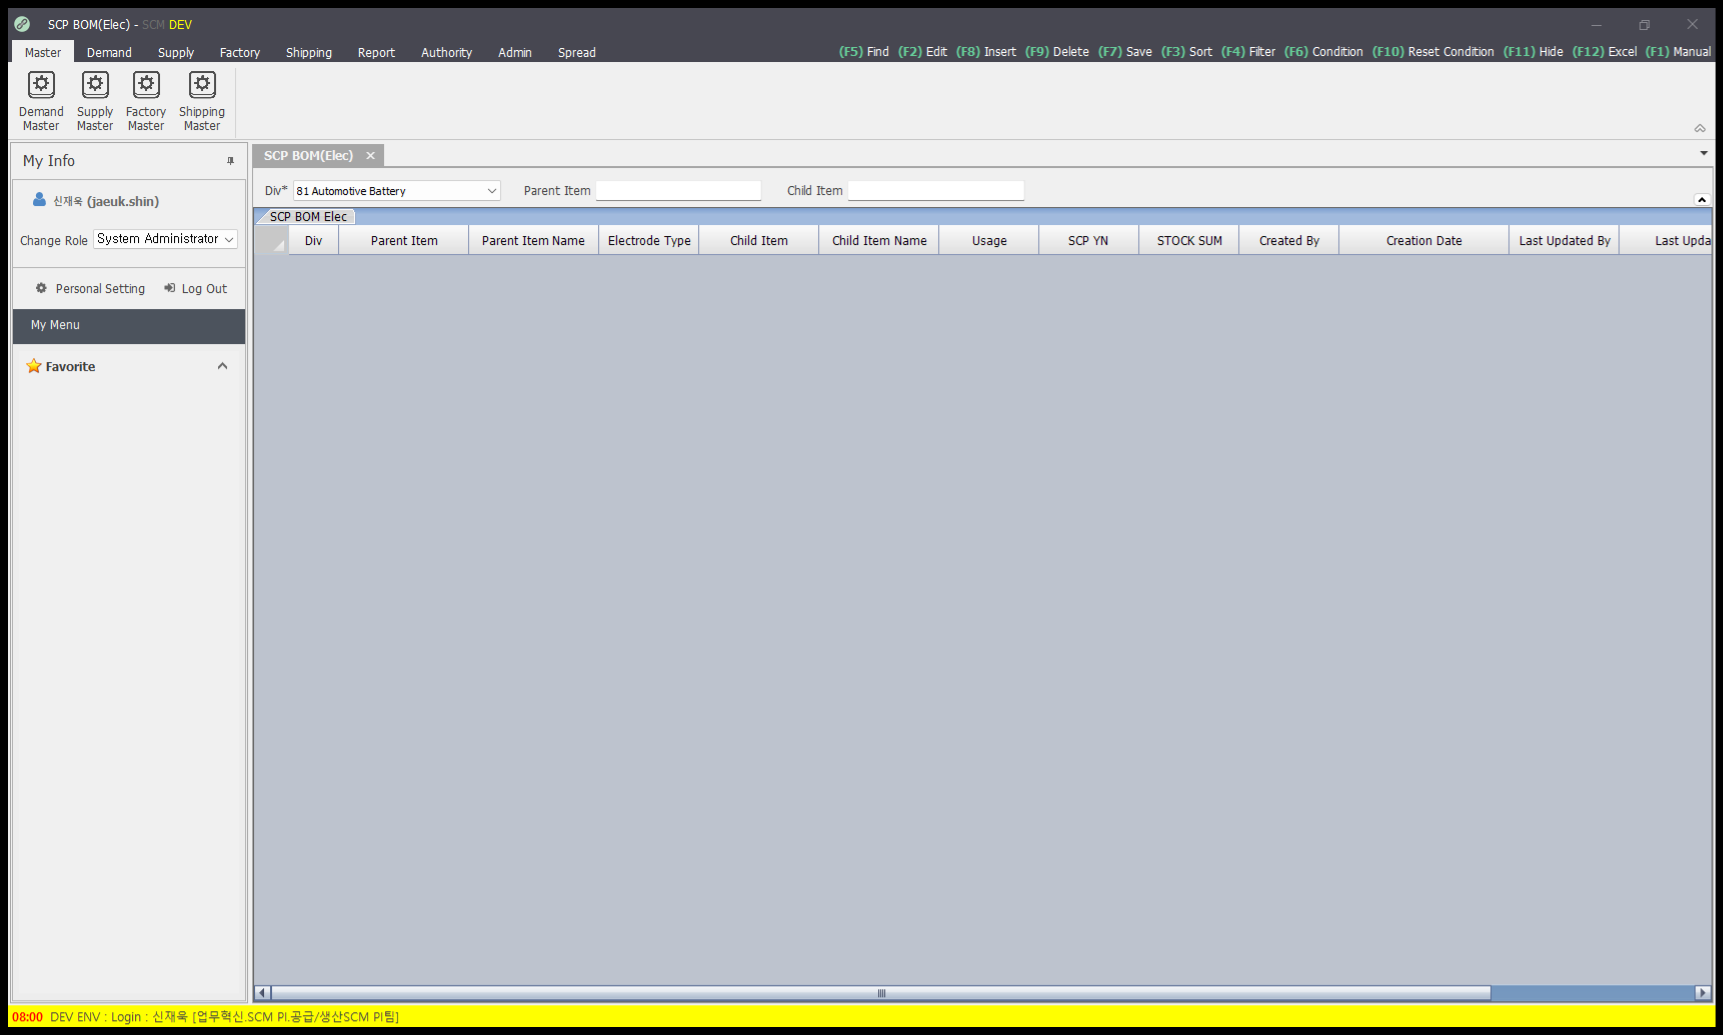 SCP BOM(Elec) - SCM DEV
Master Demand Supply Factory Shipping Report Authority Admin Spread (F5) Find (F2) Edit (F8) Insert (F9) Delete (F7) Save (F3) Sort (F4) Filter (F6) Condition (F10) Reset Condition (F11) Hide (F12) Excel (F1) Manual
Demand Master Supply Master Factory Master Shipping Master
My Info
신재욱 (jaeuk.shin)
Change Role System Administrator
Personal Setting Log Out
My Menu
Favorite
SCP BOM(Elec)
Div* 81 Automotive Battery Parent Item Child Item
SCP BOM Elec
Div Parent Item Parent Item Name Electrode Type Child Item Child Item Name Usage SCP YN STOCK SUM Created By Creation Date Last Updated By Last Upda
08:00 DEV ENV : Login : 신재욱 [업무혁신.SCM PI.공급/생산SCM PI팀]